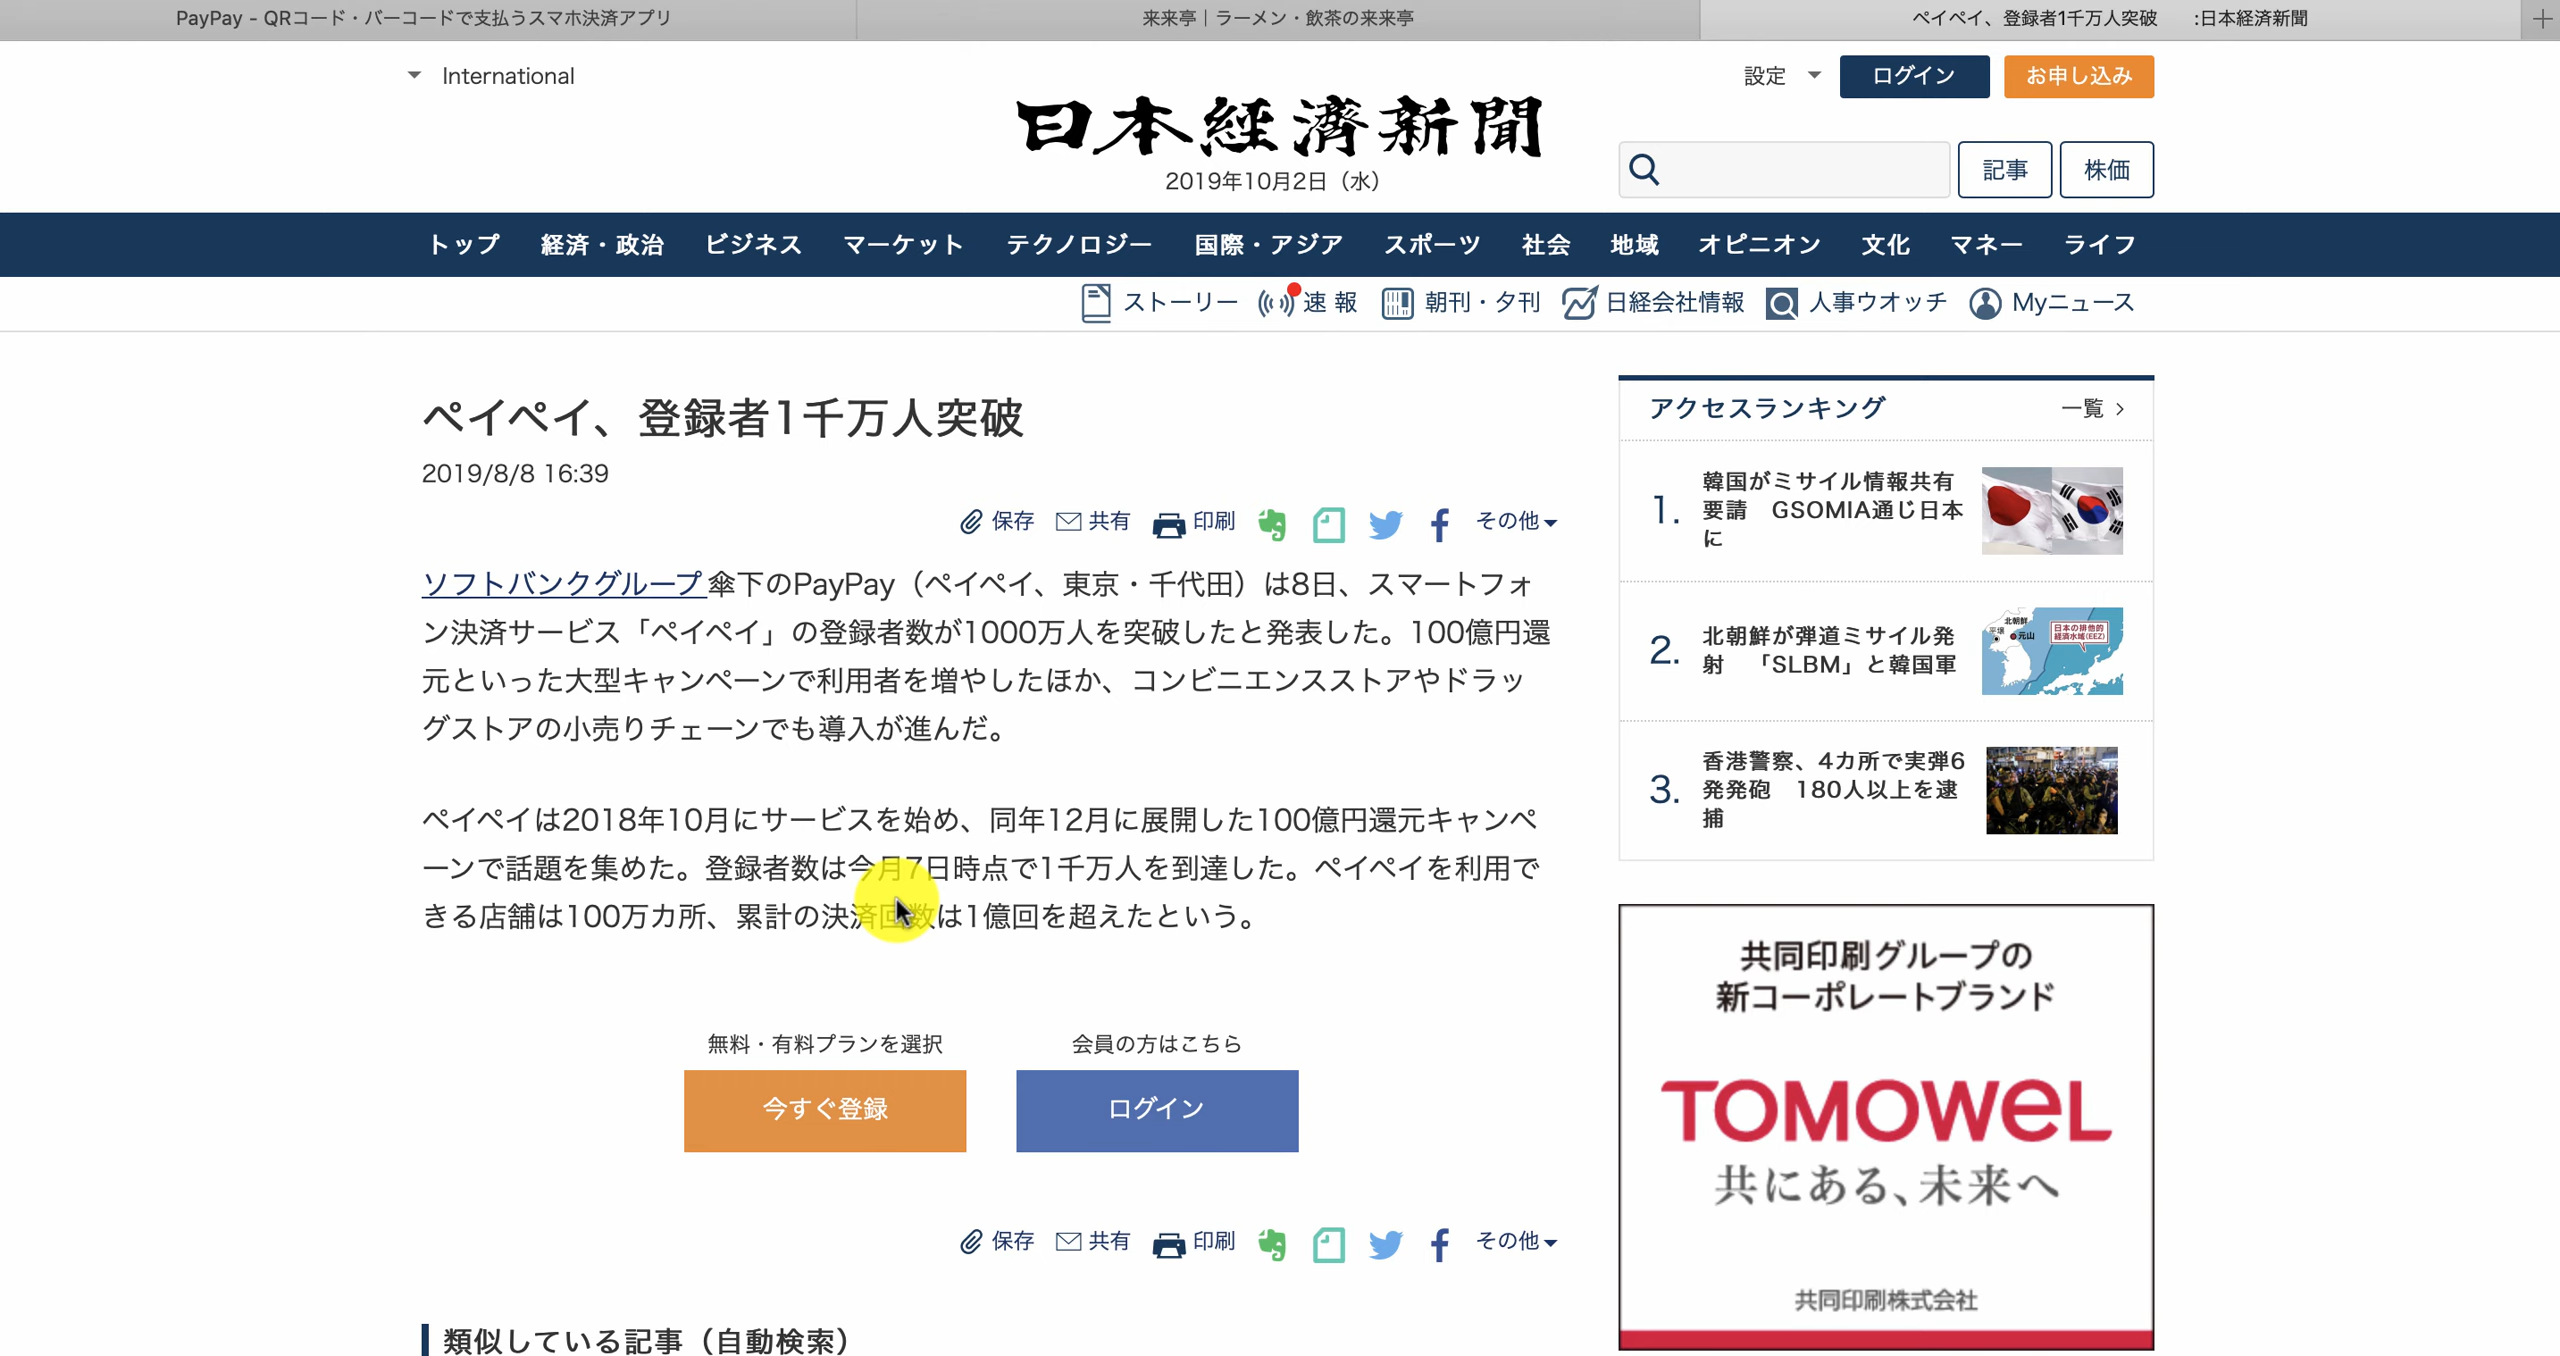 PayPay - QRコード・バーコードで支払うスマホ決済アプリ
来来亭｜ラーメン・飲茶の来来亭
ペイペイ、登録者1千万人突破　:日本経済新聞
International
設定
ログイン
お申し込み
日本経済新聞
2019年10月2日（水）
記事
株価
トップ 経済・政治 ビジネス マーケット テクノロジー 国際・アジア スポーツ 社会 地域 オピニオン 文化 マネー ライフ
ストーリー 速報 朝刊・夕刊 日経会社情報 人事ウオッチ Myニュース
ペイペイ、登録者1千万人突破
2019/8/8 16:39
保存 共有 印刷 その他
ソフトバンクグループ傘下のPayPay（ペイペイ、東京・千代田）は8日、スマートフォ
ン決済サービス「ペイペイ」の登録者数が1000万人を突破したと発表した。100億円還
元といった大型キャンペーンで利用者を増やしたほか、コンビニエンスストアやドラッ
グストアの小売りチェーンでも導入が進んだ。
ペイペイは2018年10月にサービスを始め、同年12月に展開した100億円還元キャンペ
ーンで話題を集めた。登録者数は今月7日時点で1千万人を到達した。ペイペイを利用で
きる店舗は100万カ所、累計の決済回数は1億回を超えたという。
無料・有料プランを選択
今すぐ登録
会員の方はこちら
ログイン
保存 共有 印刷 その他
類似している記事（自動検索）
アクセスランキング
一覧
1.
韓国がミサイル情報共有
要請　GSOMIA通じ日本
に
2.
北朝鮮が弾道ミサイル発
射　「SLBM」と韓国軍
北朝鮮
平壌
元山
日本の排他的
経済水域(EEZ)
3.
香港警察、4カ所で実弾6
発発砲　180人以上を逮
捕
共同印刷グループの
新コーポレートブランド
TOMOWEL
共にある、未来へ
共同印刷株式会社